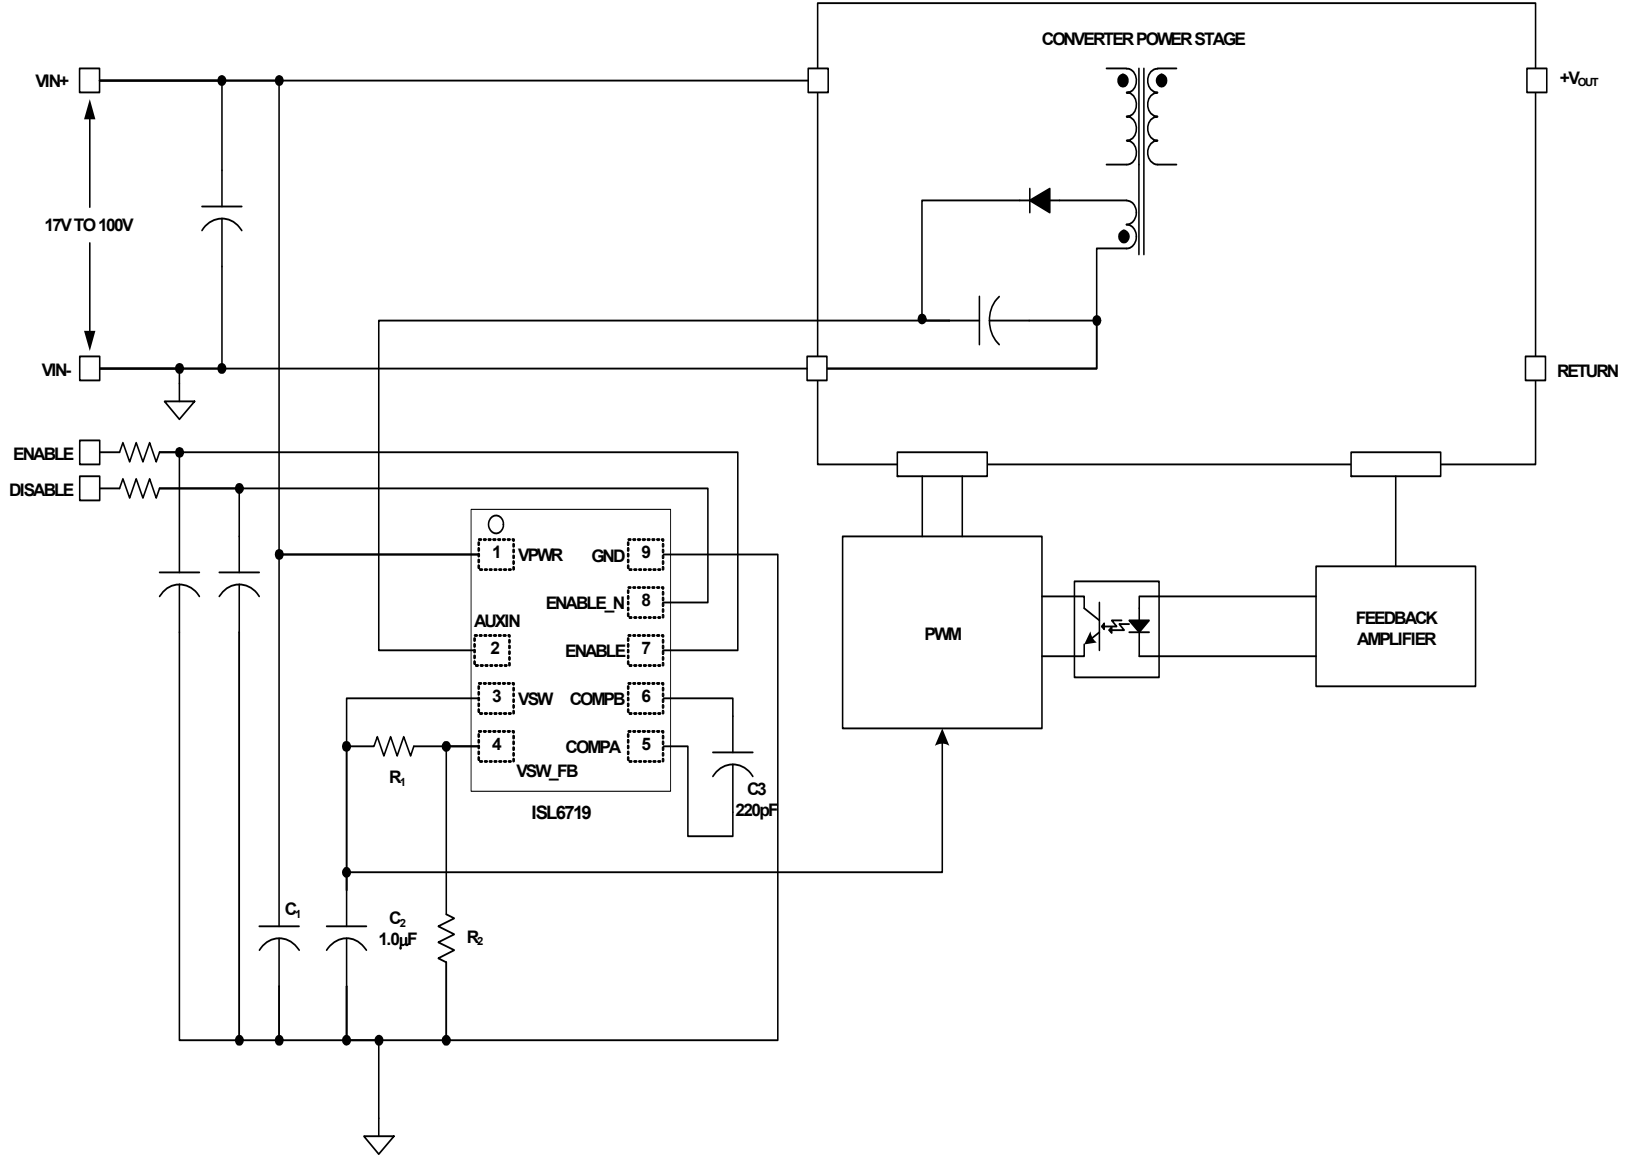 CONVERTER POWER STAGE
VIN+
+VOUT
17V TO 100V
VIN-
RETURN
ENABLE
DISABLE
1 VPWR
GND 9
ENABLE_N 8
AUXIN
2
ENABLE 7
3 VSW
COMPB 6
4
VSW_FB
COMPA 5
ISL6719
R1
C3
220pF
PWM
FEEDBACK
AMPLIFIER
C1
C2
1.0µF
R2